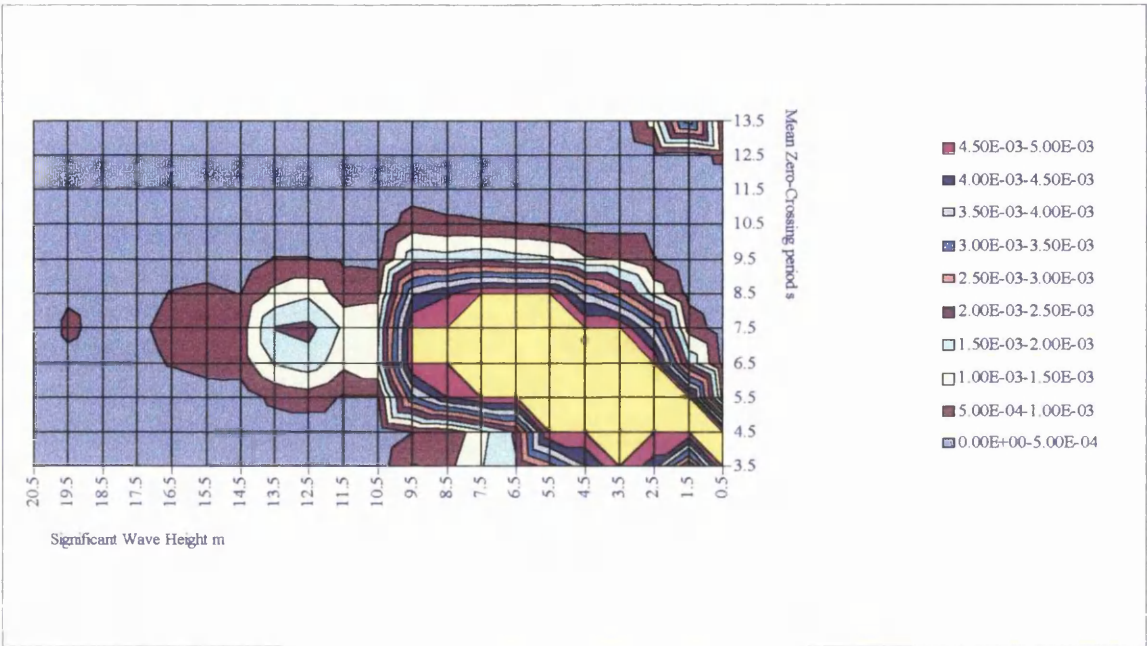 13.5
12.5
11.5
10.5
9.5
8.5
7.5
6.5
5.5
4.5
3.5
Mean Zero-Crossing period s
20.5
19.5
18.5
17.5
16.5
15.5
14.5
13.5
12.5
11.5
10.5
9.5
8.5
7.5
6.5
5.5
4.5
3.5
2.5
1.5
0.5
Significant Wave Height m
4.50E-03-5.00E-03
4.00E-03-4.50E-03
3.50E-03-4.00E-03
3.00E-03-3.50E-03
2.50E-03-3.00E-03
2.00E-03-2.50E-03
1.50E-03-2.00E-03
1.00E-03-1.50E-03
5.00E-04-1.00E-03
0.00E+00-5.00E-04